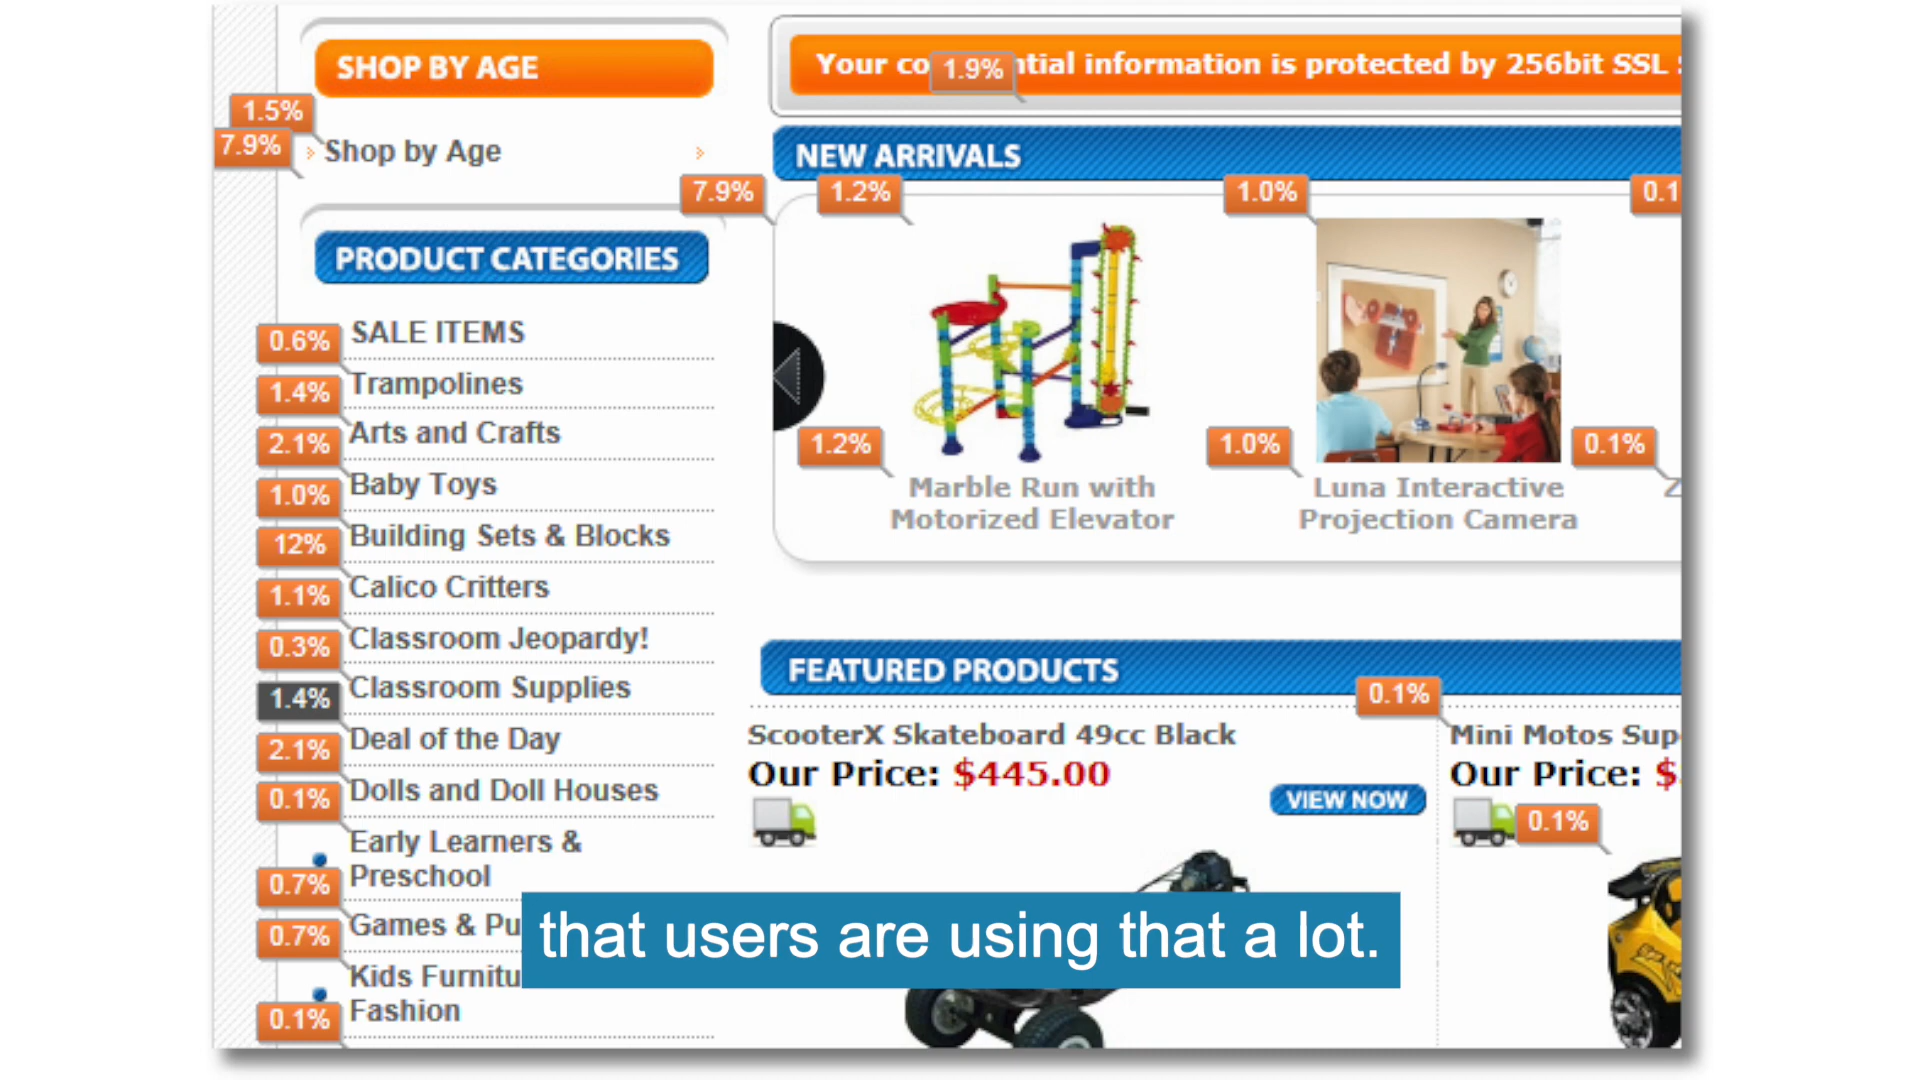 SHOP BY AGE
1.5%
7.9%
Shop by Age
7.9%
PRODUCT CATEGORIES
0.6% SALE ITEMS
1.4% Trampolines
2.1% Arts and Crafts
1.0% Baby Toys
12% Building Sets & Blocks
1.1% Calico Critters
0.3% Classroom Jeopardy!
1.4% Classroom Supplies
2.1% Deal of the Day
0.1% Dolls and Doll Houses
Early Learners &
0.7% Preschool
0.7% Games & Pu
Kids Furnitu
0.1% Fashion
Your co 1.9% ntial information is protected by 256bit SSL
NEW ARRIVALS
1.2% 1.0% 0.1
1.2% 1.0% 0.1%
Marble Run with
Motorized Elevator
Luna Interactive
Projection Camera
Z
FEATURED PRODUCTS
0.1%
ScooterX Skateboard 49cc Black
Our Price: $445.00
VIEW NOW
Mini Motos Sup
Our Price: $
0.1%
that users are using that a lot.